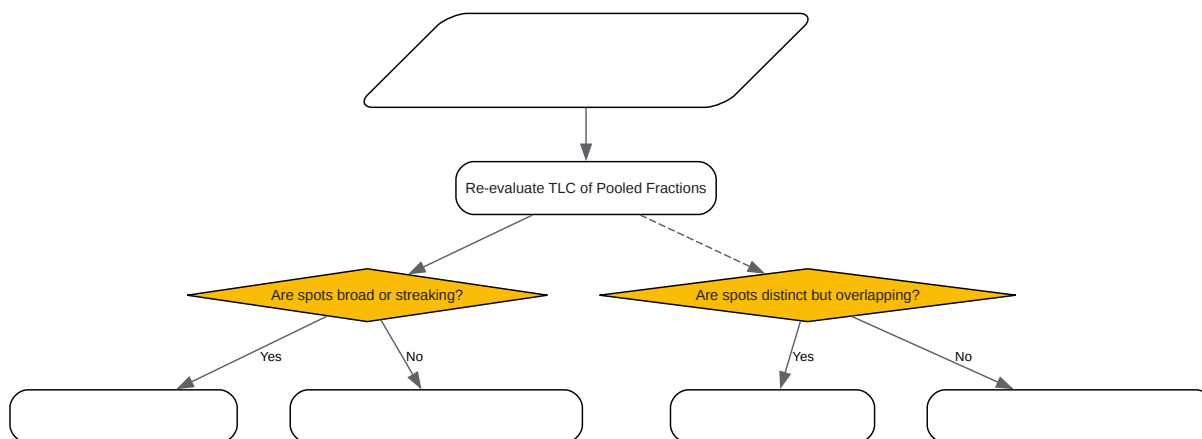 Re-evaluate TLC of Pooled Fractions
Are spots broad or streaking?
Are spots distinct but overlapping?
Yes
No
Yes
No